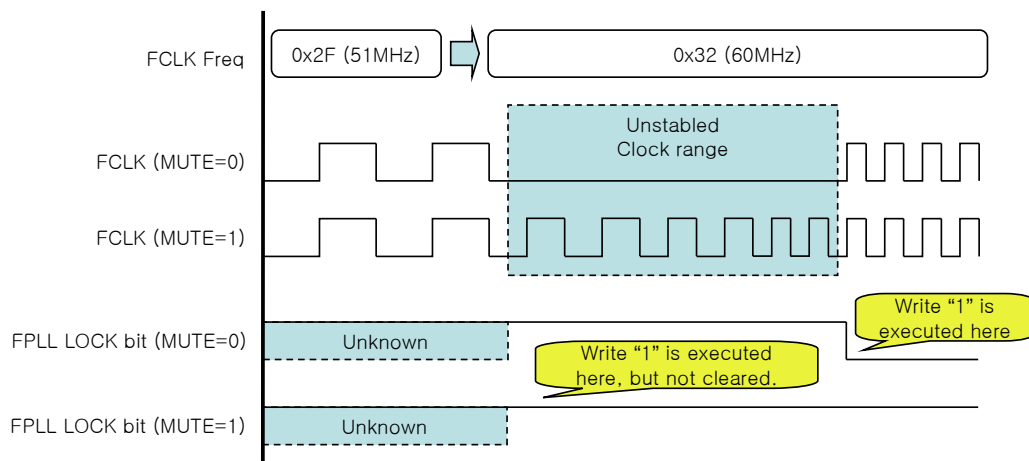 FCLK Freq
0x2F (51MHz)
0x32 (60MHz)
Unstabled
Clock range
FCLK (MUTE=0)
FCLK (MUTE=1)
Write “1” is
executed here
FPLL LOCK bit (MUTE=0)
Unknown
Write “1” is executed
here, but not cleared.
FPLL LOCK bit (MUTE=1)
Unknown